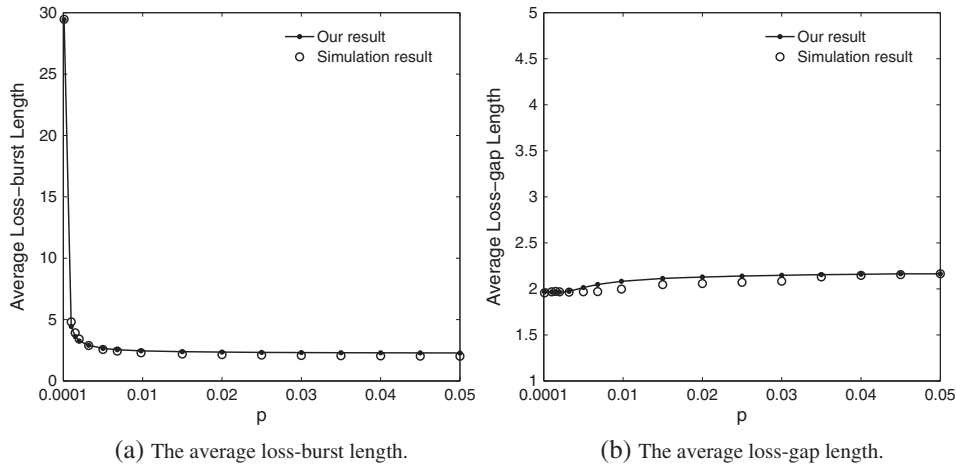 30
25
20
15
10
5
0
Average Loss-burst Length
Our result
Simulation result
0.0001
0.01
0.02
0.03
0.04
0.05
p
(a) The average loss-burst length.
5
4.5
4
3.5
3
2.5
2
1.5
1
Average Loss-gap Length
Our result
Simulation result
0.0001
0.01
0.02
0.03
0.04
0.05
p
(b) The average loss-gap length.